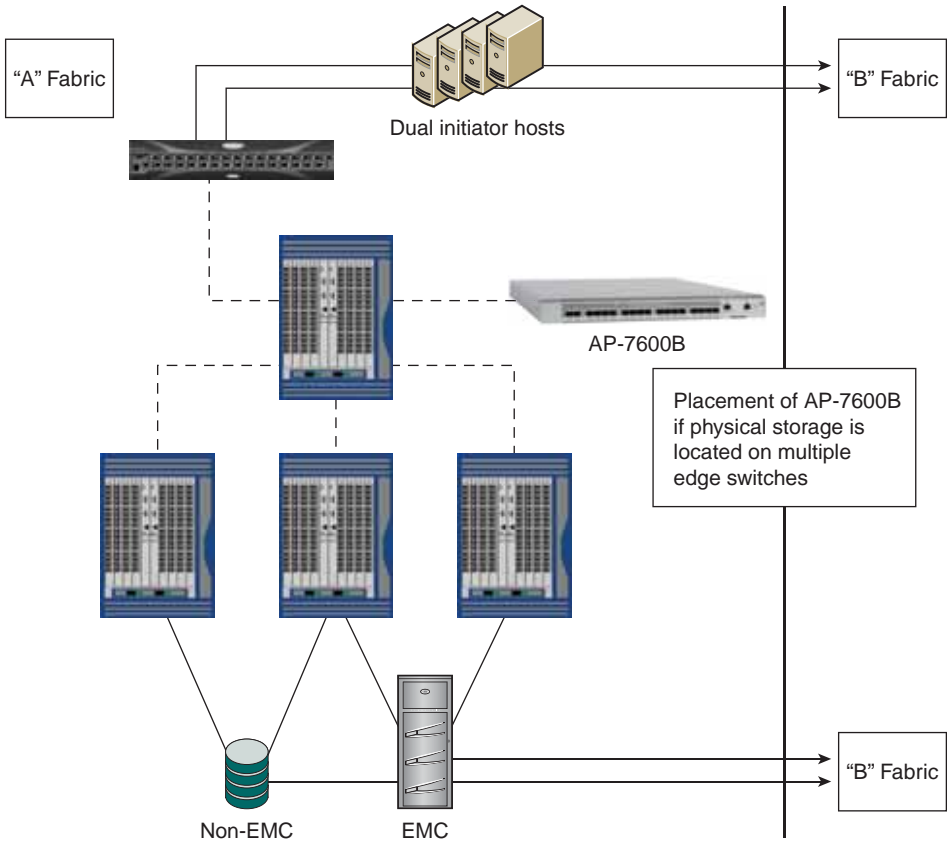 “A” Fabric
“B” Fabric
Dual initiator hosts
AP-7600B
Placement of AP-7600B
if physical storage is
located on multiple
edge switches
“B” Fabric
Non-EMC
EMC